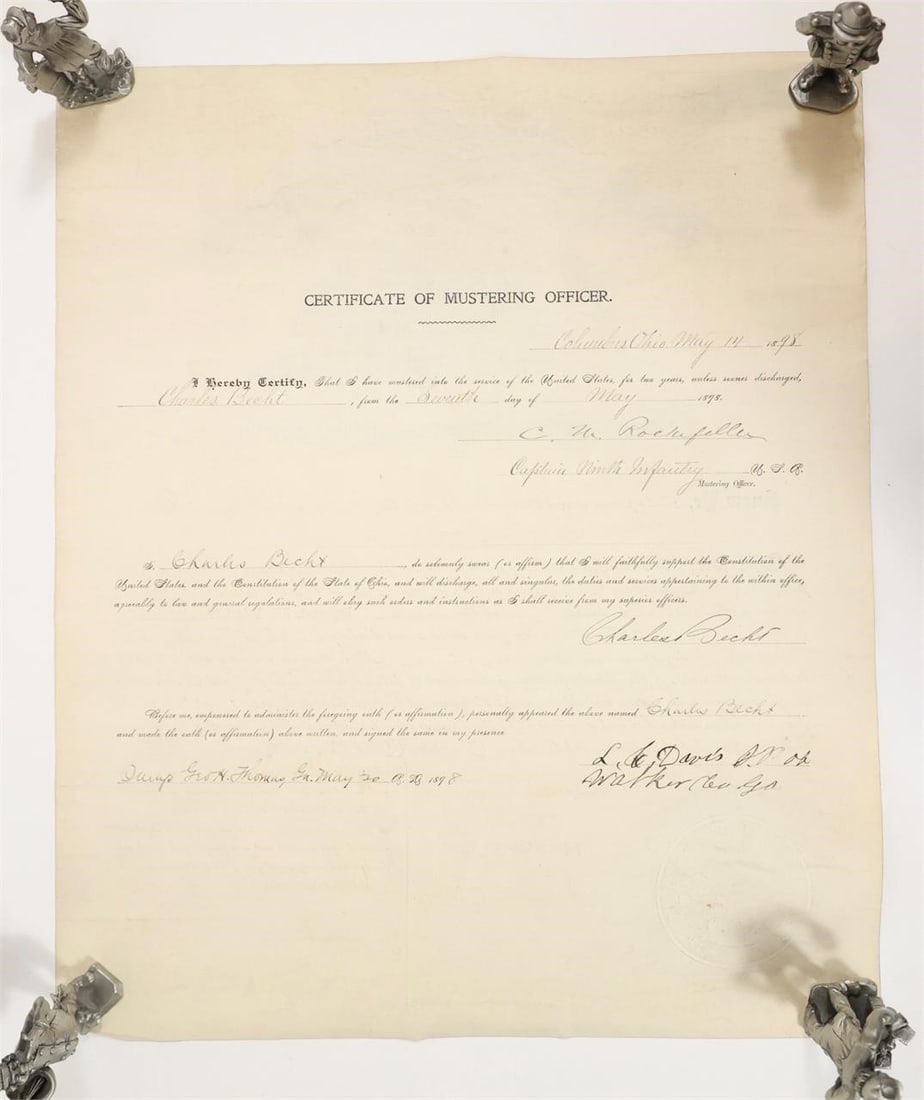 CERTIFICATE OF MUSTERING OFFICER.
Columbus Ohio May 14 1898
I Hereby Certify, That I have mustered into the service of the United States, for two years, unless sooner discharged,
Charles Becht, from the Seventh day of May 1898.
C. M. Rockefeller
Captain Ninth Infantry U. S. A.
Mustering Officer.
I, Charles Becht, do solemnly swear (or affirm) that I will faithfully support the Constitution of the
United States, and the Constitution of the State of Ohio, and will discharge, all and singular, the duties and services appertaining to the within office,
agreeably to law and general regulations, and will obey such orders and instructions as I shall receive from my superior officers.
Charles Becht
Before me, empowered to administer the foregoing oath (or affirmation), personally appeared the above named Charles Becht
and made the oath (or affirmation) above written, and signed the same in my presence
L. C. Davis J. P. of
Camp Geo H. Thomas, Ga. May 20 A. D. 1898
Walker Co Ga